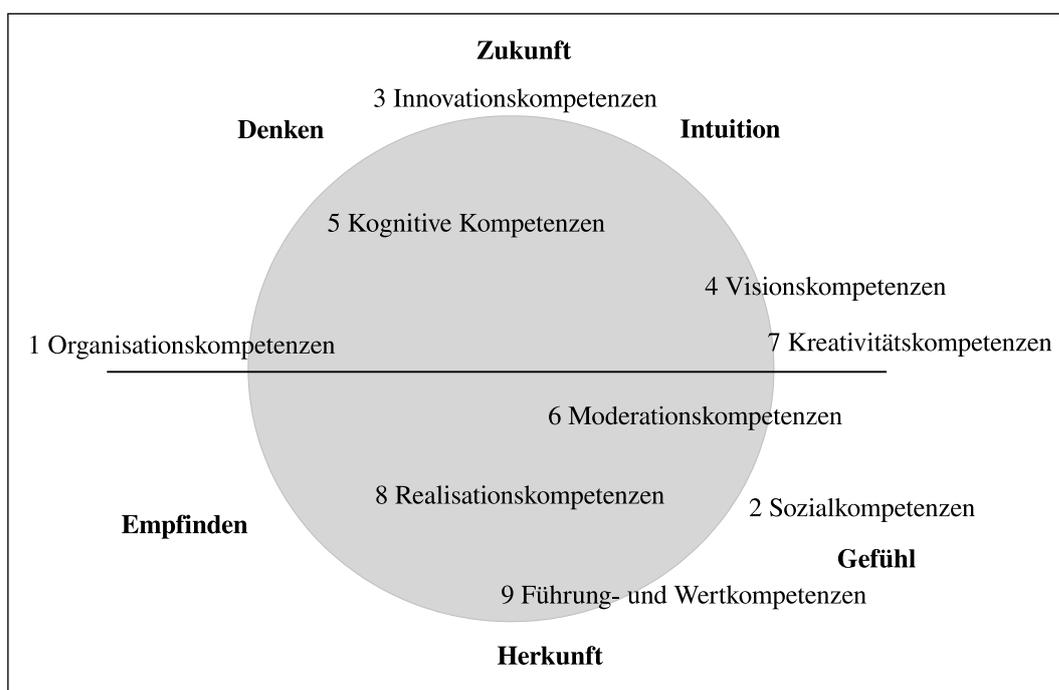 Zukunft
3 Innovationskompetenzen
Denken
Intuition
5 Kognitive Kompetenzen
4 Visionskompetenzen
1 Organisationskompetenzen
7 Kreativitätskompetenzen
6 Moderationskompetenzen
8 Realisationskompetenzen
2 Sozialkompetenzen
Empfinden
Gefühl
9 Führung- und Wertkompetenzen
Herkunft